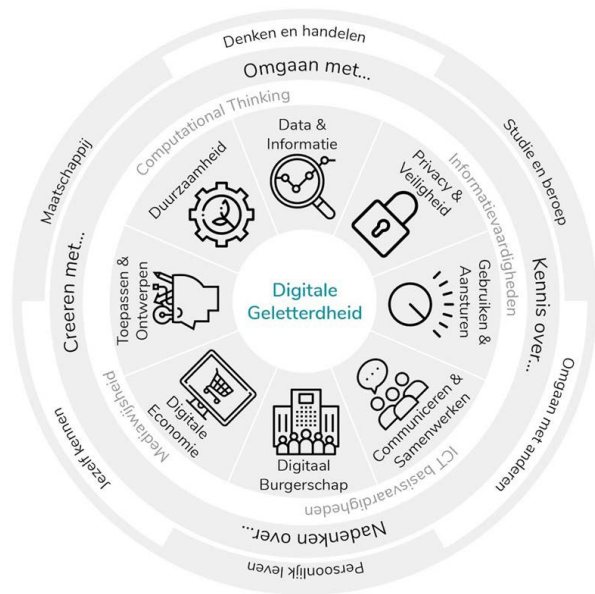 Denken en handelen
Omgaan met...
Computational Thinking
Data &
Informatie
Privacy &
Veiligheid
Informatievaardigheden
Studie en beroep
Kennis over...
Gebruiken &
Aansturen
Communiceren &
Samenwerken
ICT basisvaardigheden
Omgaan met anderen
Digitaal
Burgerschap
Nadenken over...
Persoonlijk leven
Digitale
Economie
Mediawijsheid
Jezelf kennen
Toepassen &
Ontwerpen
Creeren met...
Maatschappij
Duurzaamheid
Digitale
Geletterdheid